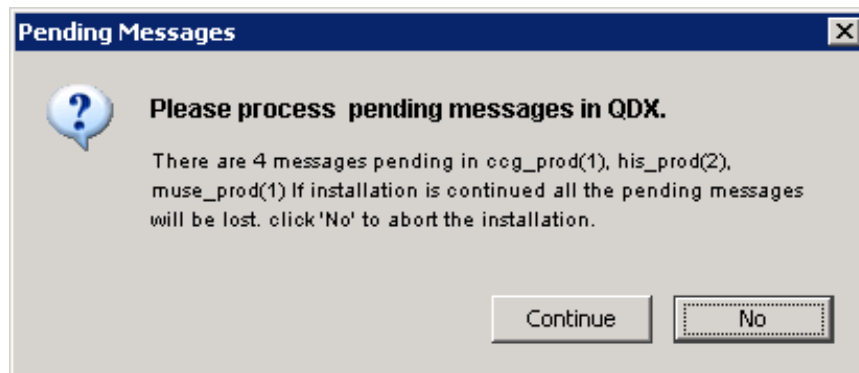 Pending Messages
Please process pending messages in QDX.
There are 4 messages pending in ccg_prod(1), his_prod(2),
muse_prod(1) If installation is continued all the pending messages
will be lost. click 'No' to abort the installation.
Continue
No